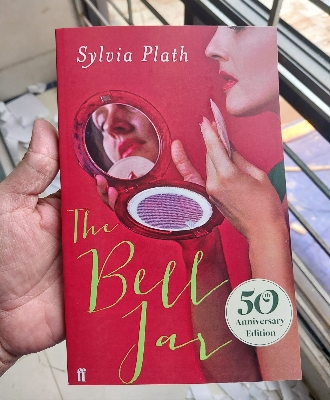 Sylvia Plath
The
Bell
Jar
50th
Anniversary
Edition
ff